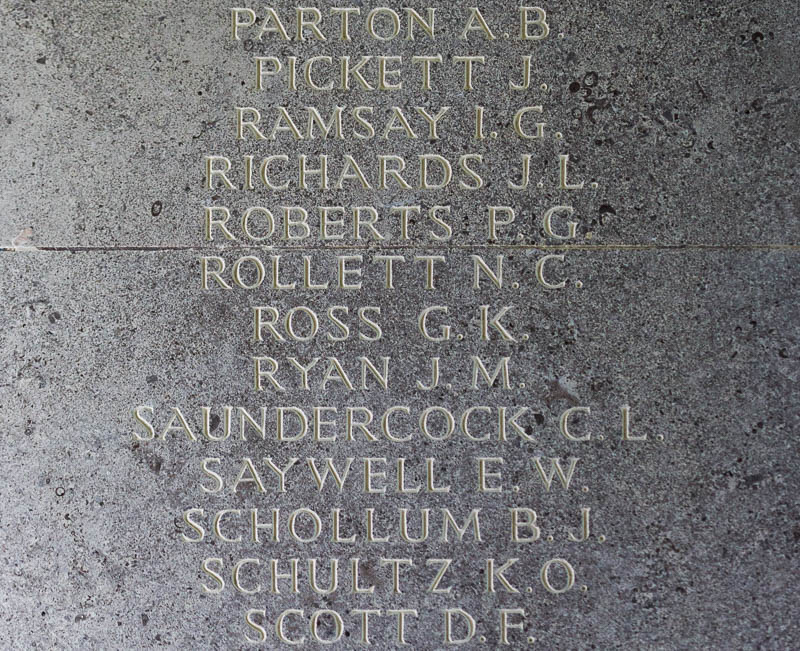 PARTON A.B.
PICKETT J.
RAMSAY I.G.
RICHARDS J.L.
ROBERTS P.G.
ROLLETT N.C.
ROSS G.K.
RYAN J.M.
SAUNDERCOCK C.L.
SAYWELL E.W.
SCHOLLUM B.J.
SCHULTZ K.O.
SCOTT D.F.